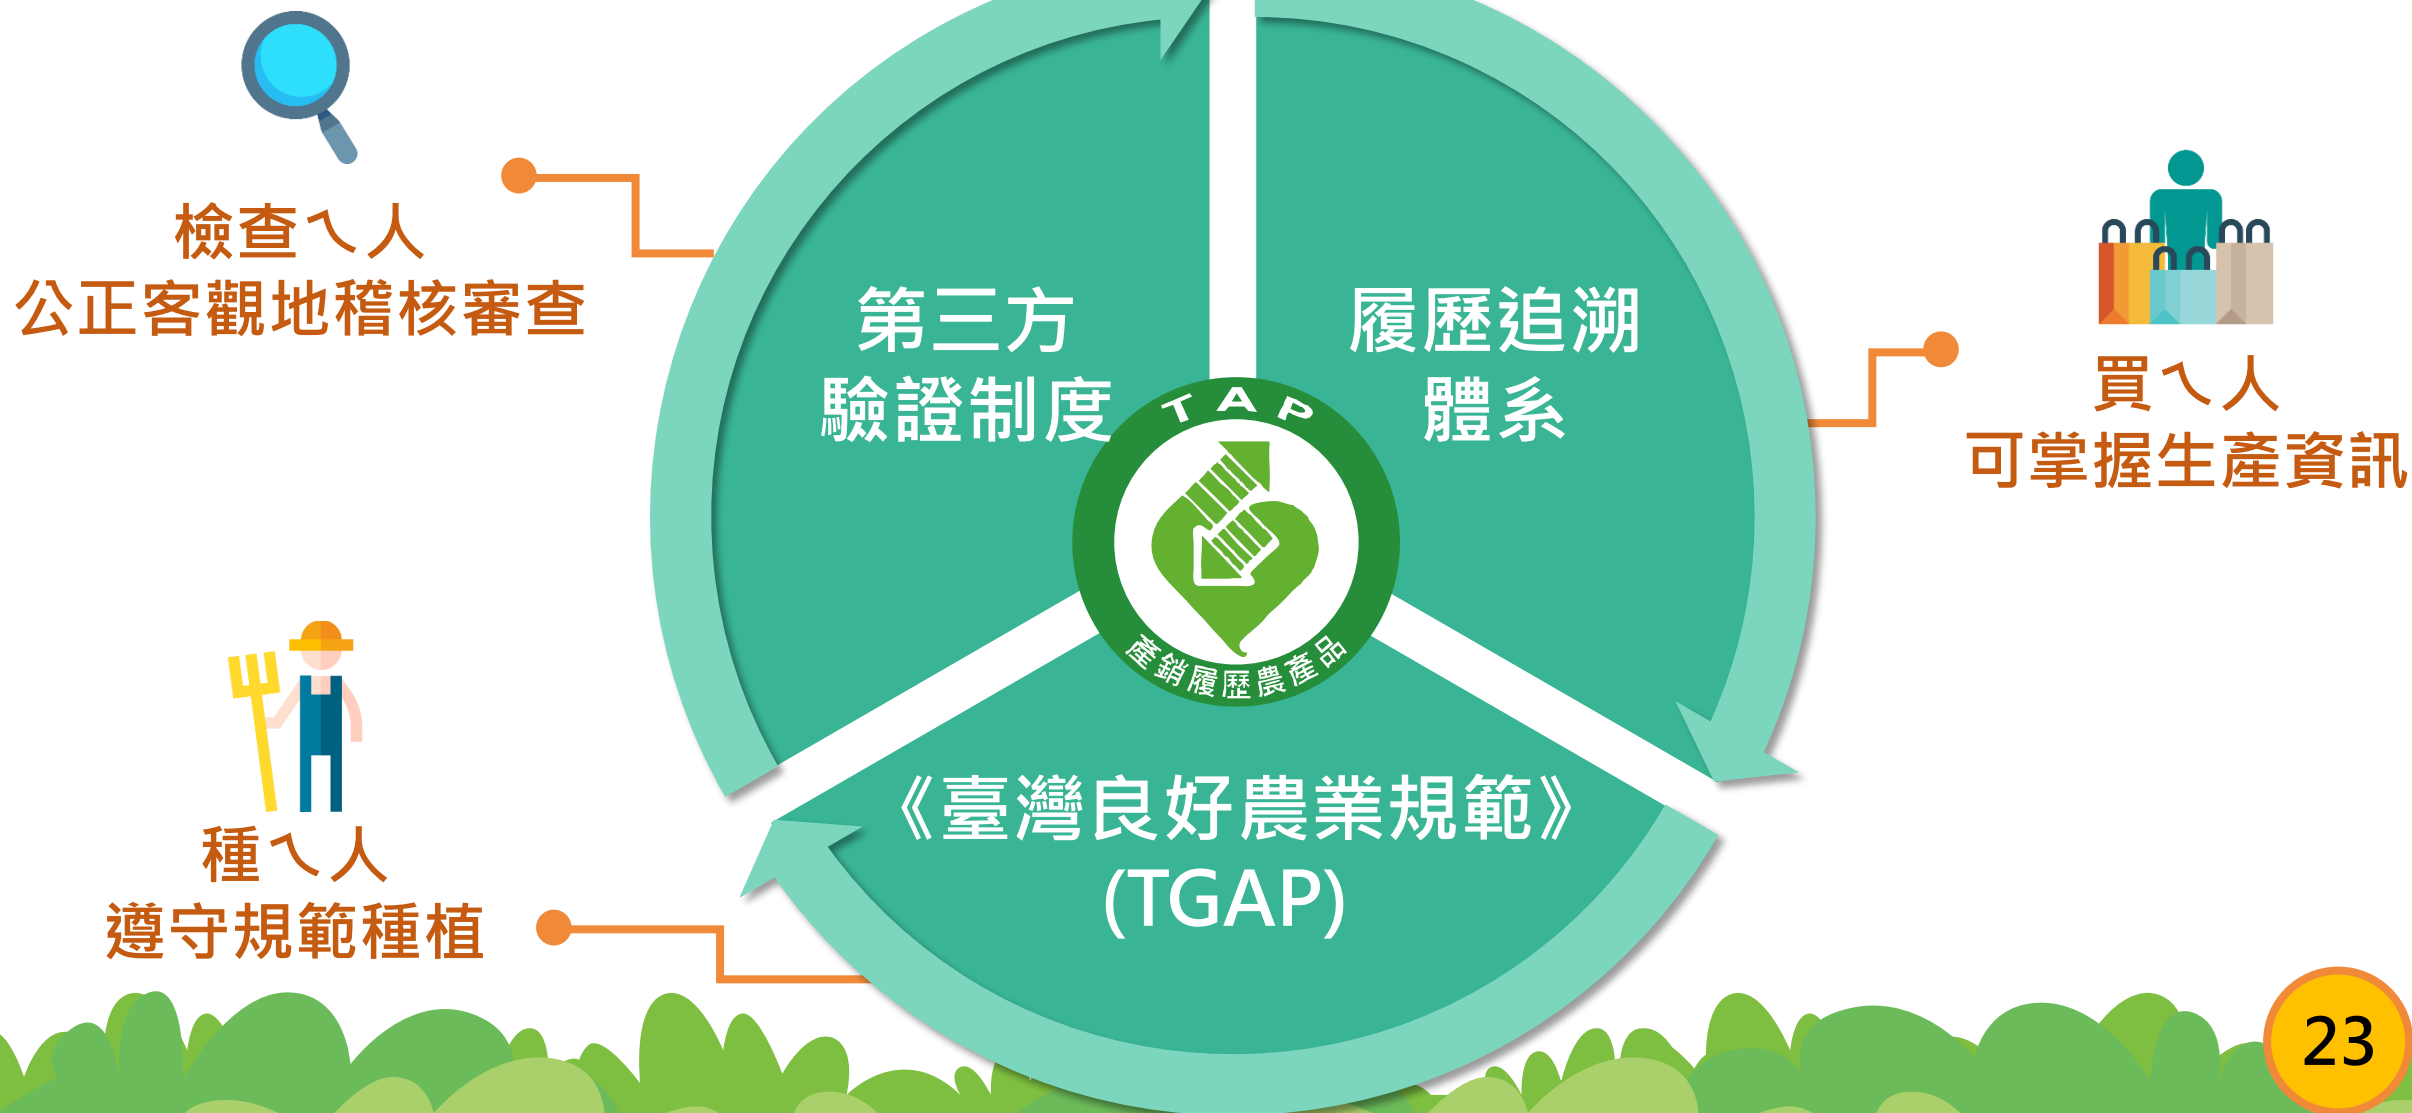 檢查ㄟ人
公正客觀地稽核審查
第三方
驗證制度
履歷追溯
體系
買ㄟ人
可掌握生產資訊
TAP
產銷履歷農產品
《臺灣良好農業規範》
(TGAP)
種ㄟ人
遵守規範種植
23